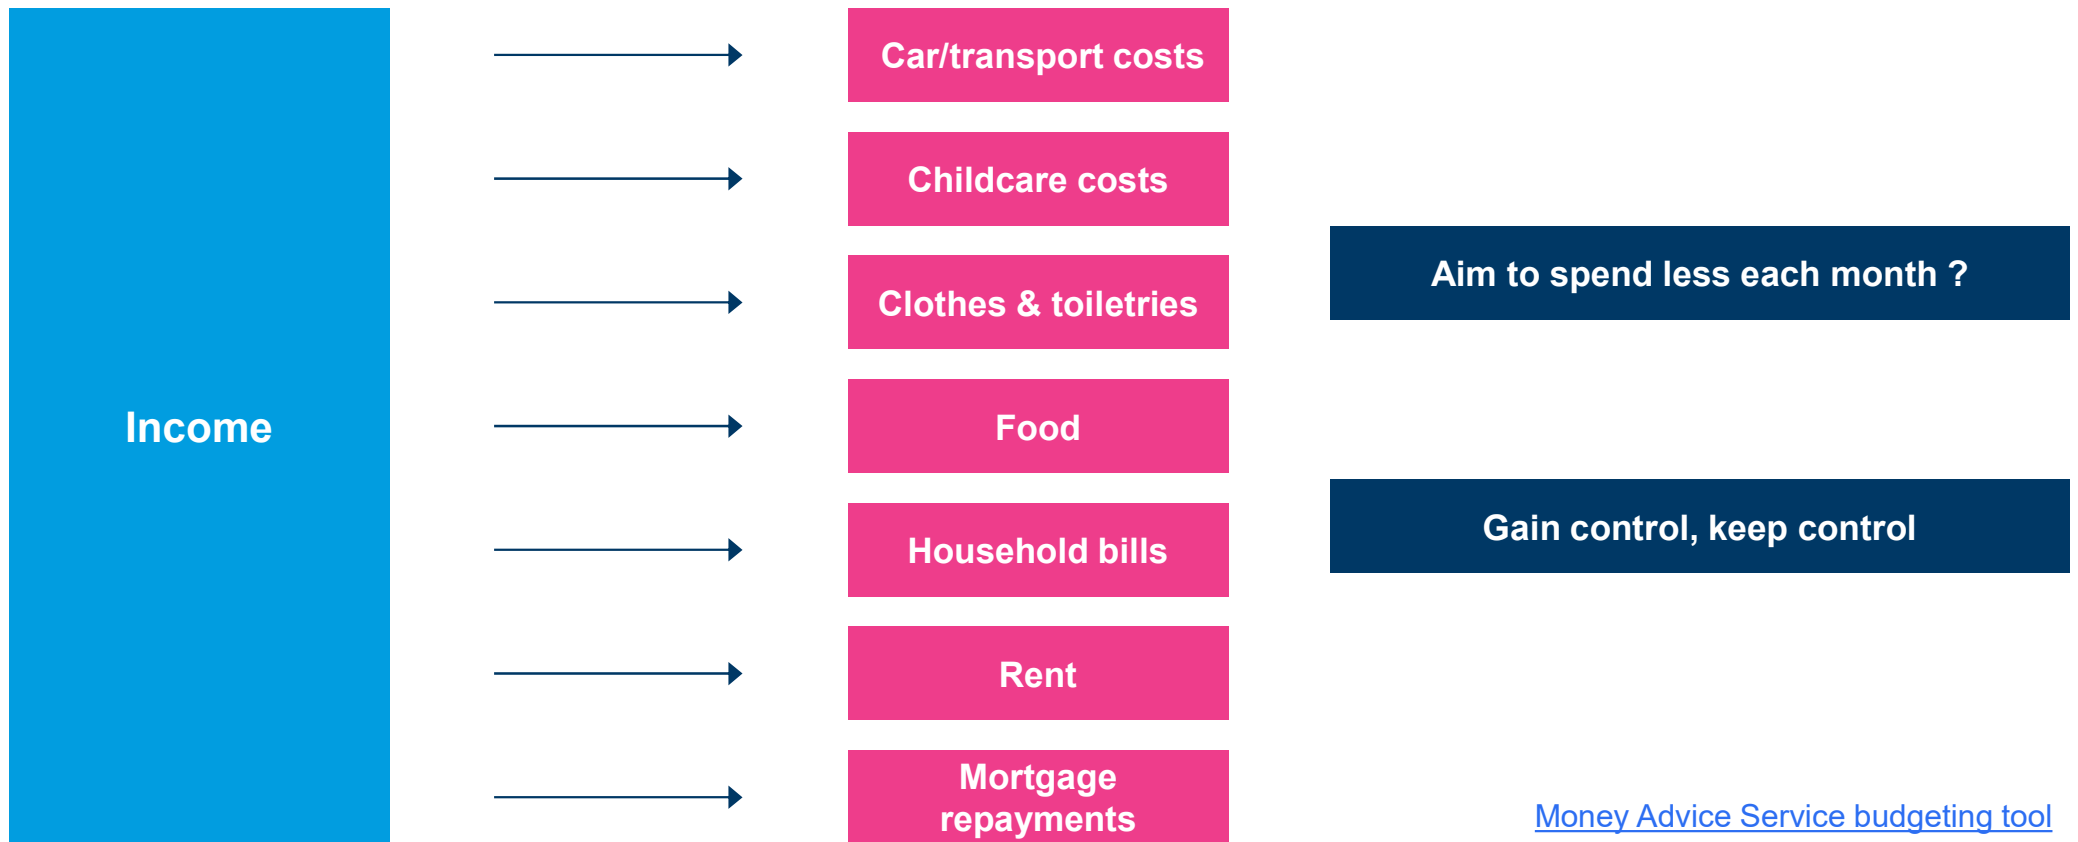 Income
Car/transport costs
Childcare costs
Clothes & toiletries
Food
Household bills
Rent
Mortgage
repayments
Aim to spend less each month ?
Gain control, keep control
Money Advice Service budgeting tool